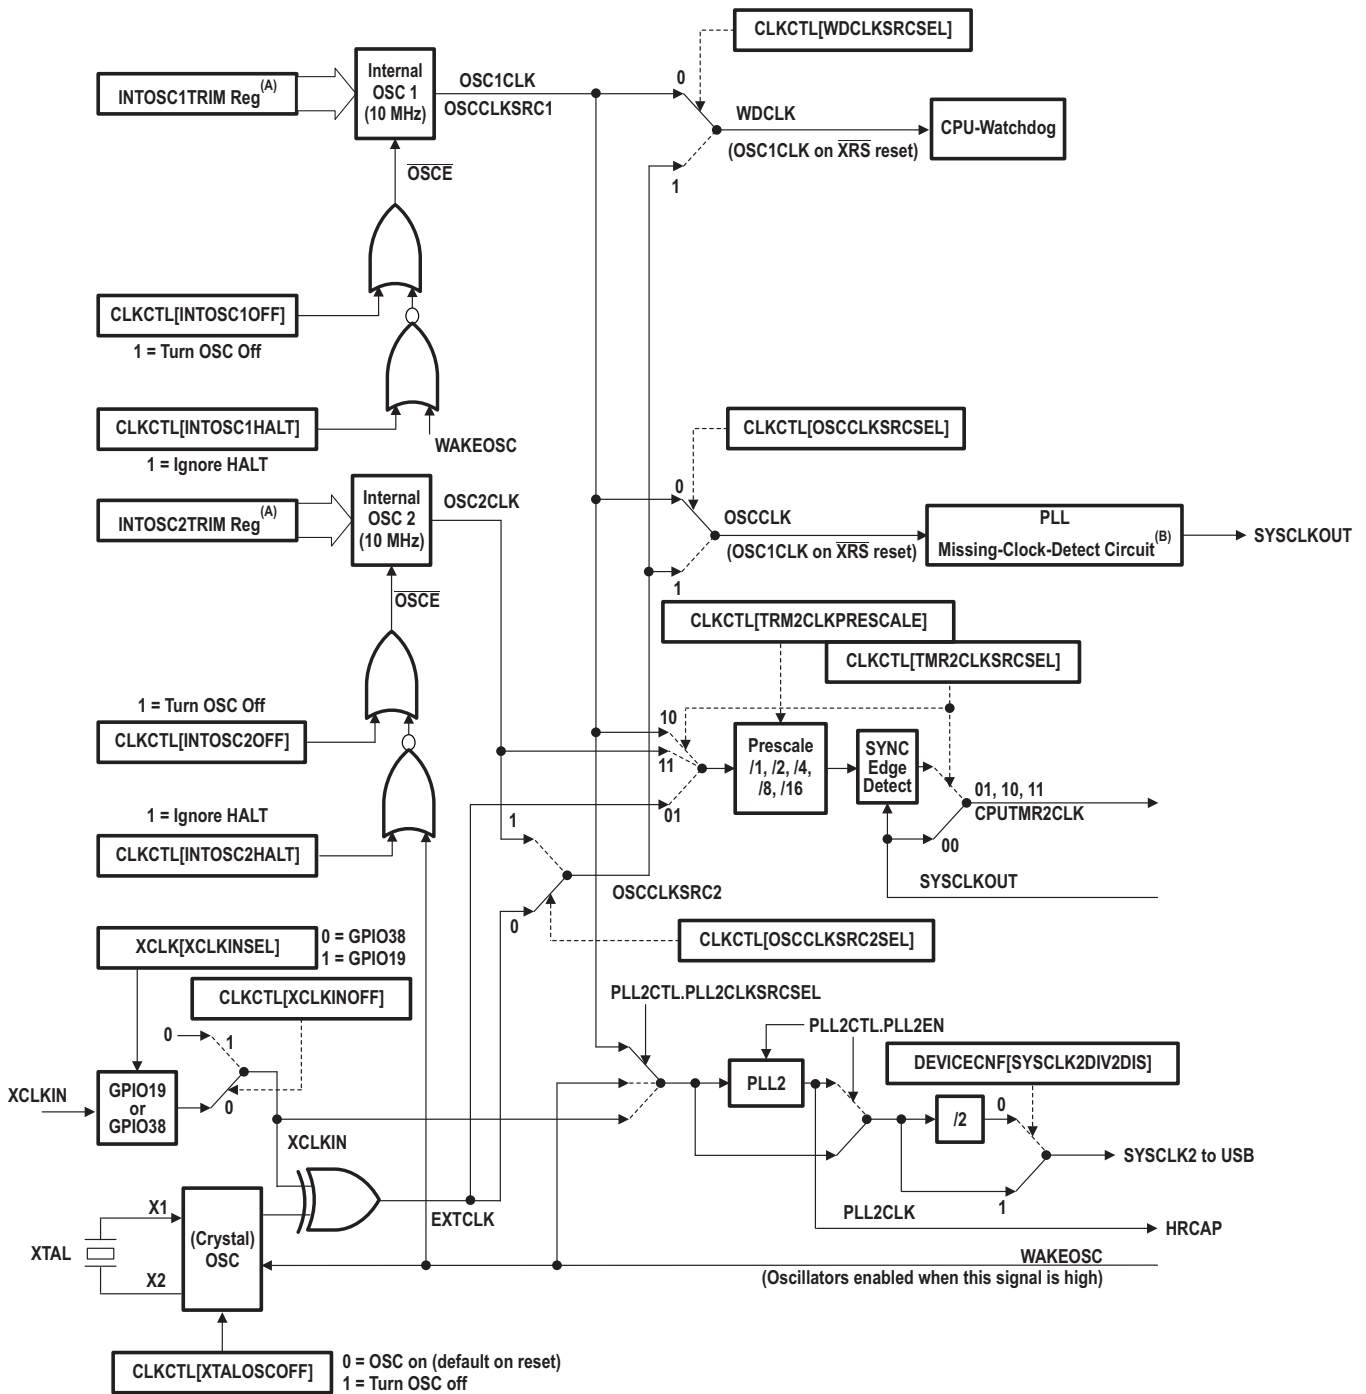 CLKCTL[WDCLKSRCSEL]
Internal
OSC 1
(10 MHz)
INTOSC1TRIM Reg(A)
OSC1CLK
OSCCLKSRC1
0
WDCLK
(OSC1CLK on XRS reset)
CPU-Watchdog
1
OSCE
CLKCTL[INTOSC1OFF]
1 = Turn OSC Off
CLKCTL[INTOSC1HALT]
1 = Ignore HALT
WAKEOSC
CLKCTL[OSCCLKSRCSEL]
INTOSC2TRIM Reg(A)
Internal
OSC 2
(10 MHz)
OSC2CLK
0
OSCCLK
(OSC1CLK on XRS reset)
PLL
Missing-Clock-Detect Circuit(B)
SYSCLKOUT
1
OSCE
CLKCTL[TRM2CLKPRESCALE]
CLKCTL[TMR2CLKSRCSEL]
1 = Turn OSC Off
CLKCTL[INTOSC2OFF]
10
11
01
Prescale
/1, /2, /4,
/8, /16
SYNC
Edge
Detect
01, 10, 11
CPUTMR2CLK
00
SYSCLKOUT
1 = Ignore HALT
CLKCTL[INTOSC2HALT]
1
OSCCLKSRC2
0
CLKCTL[OSCCLKSRC2SEL]
XCLK[XCLKINSEL]
0 = GPIO38
1 = GPIO19
CLKCTL[XCLKINOFF]
0
1
0
XCLKIN
GPIO19
or
GPIO38
XCLKIN
PLL2CTL.PLL2CLKSRCSEL
PLL2CTL.PLL2EN
DEVICECNF[SYSCLK2DIV2DIS]
PLL2
/2
0
SYSCLK2 to USB
1
PLL2CLK
HRCAP
EXTCLK
X1
XTAL
X2
(Crystal)
OSC
WAKEOSC
(Oscillators enabled when this signal is high)
CLKCTL[XTALOSCOFF]
0 = OSC on (default on reset)
1 = Turn OSC off